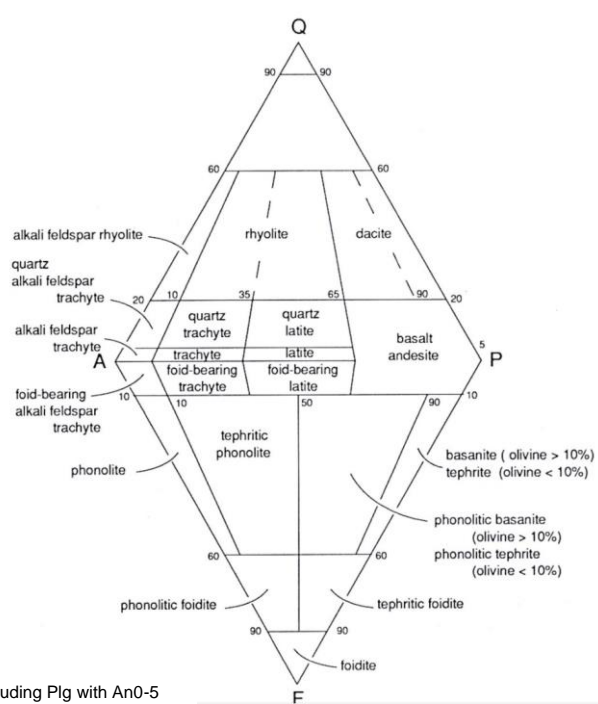 Q
90 90
60 60
alkali feldspar rhyolite
rhyolite
dacite
quartz
alkali feldspar
trachyte
20 10 35 65 90 20
quartz
trachyte
quartz
latite
basalt
andesite
alkali feldspar
trachyte
5
A
trachyte
latite
P
foid-bearing
trachyte
foid-bearing
latite
foid-bearing
alkali feldspar
trachyte
10 10 50 90 10
tephritic
phonolite
phonolite
basanite ( olivine > 10%)
tephrite (olivine < 10%)
phonolitic basanite
(olivine > 10%)
phonolitic tephrite
(olivine < 10%)
60 60
phonolitic foidite
tephritic foidite
90 90
foidite
uding Plg with An0-5
F